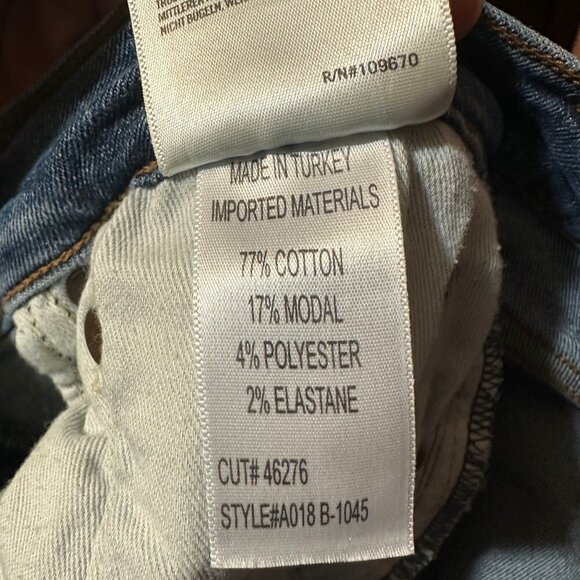 MITTLERER
NICHT BÜGELN, WEN
R/N#109670
MADE IN TURKEY
IMPORTED MATERIALS
77% COTTON
17% MODAL
4% POLYESTER
2% ELASTANE
CUT# 46276
STYLE#A018 B-1045